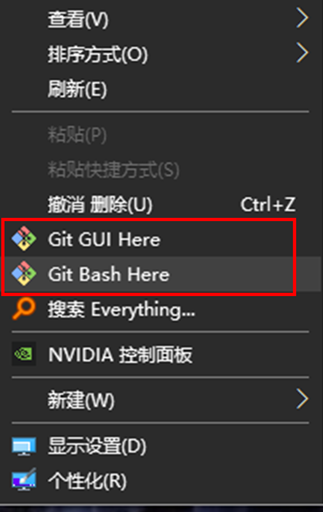 查看(V)
排序方式(O)
刷新(E)
粘贴(P)
粘贴快捷方式(S)
撤消 删除(U) Ctrl+Z
Git GUI Here
Git Bash Here
搜索 Everything...
NVIDIA 控制面板
新建(W)
显示设置(D)
个性化(R)